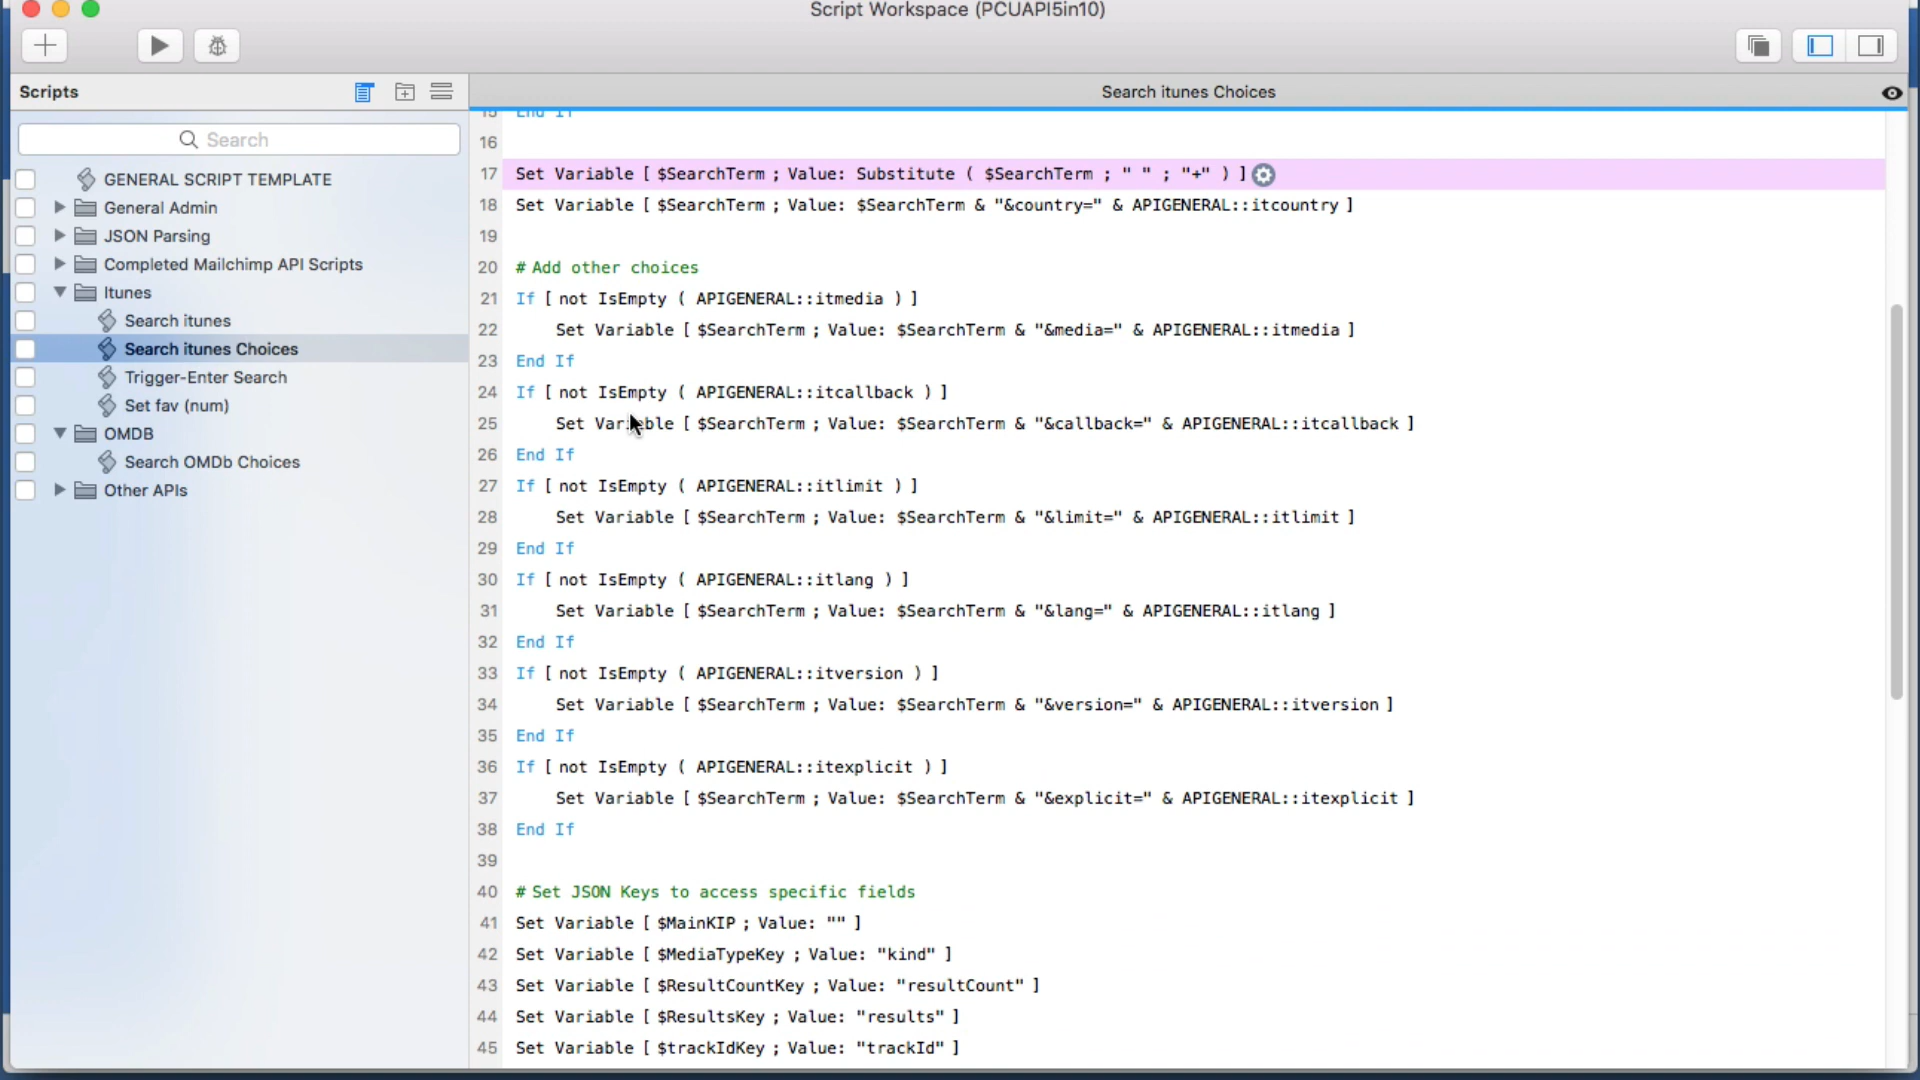 Script Workspace (PCUAPI5in10)
Scripts
Search itunes Choices
Search
GENERAL SCRIPT TEMPLATE
General Admin
JSON Parsing
Completed Mailchimp API Scripts
Itunes
Search itunes
Search itunes Choices
Trigger-Enter Search
Set fav (num)
OMDB
Search OMDb Choices
Other APIs
15 End If
16
17 Set Variable [ $SearchTerm ; Value: Substitute ( $SearchTerm ; " " ; "+" ) ]
18 Set Variable [ $SearchTerm ; Value: $SearchTerm & "&country=" & APIGENERAL::itcountry ]
19
20 # Add other choices
21 If [ not IsEmpty ( APIGENERAL::itmedia ) ]
22 Set Variable [ $SearchTerm ; Value: $SearchTerm & "&media=" & APIGENERAL::itmedia ]
23 End If
24 If [ not IsEmpty ( APIGENERAL::itcallback ) ]
25 Set Variable [ $SearchTerm ; Value: $SearchTerm & "&callback=" & APIGENERAL::itcallback ]
26 End If
27 If [ not IsEmpty ( APIGENERAL::itlimit ) ]
28 Set Variable [ $SearchTerm ; Value: $SearchTerm & "&limit=" & APIGENERAL::itlimit ]
29 End If
30 If [ not IsEmpty ( APIGENERAL::itlang ) ]
31 Set Variable [ $SearchTerm ; Value: $SearchTerm & "&lang=" & APIGENERAL::itlang ]
32 End If
33 If [ not IsEmpty ( APIGENERAL::itversion ) ]
34 Set Variable [ $SearchTerm ; Value: $SearchTerm & "&version=" & APIGENERAL::itversion ]
35 End If
36 If [ not IsEmpty ( APIGENERAL::itexplicit ) ]
37 Set Variable [ $SearchTerm ; Value: $SearchTerm & "&explicit=" & APIGENERAL::itexplicit ]
38 End If
39
40 # Set JSON Keys to access specific fields
41 Set Variable [ $MainKIP ; Value: "" ]
42 Set Variable [ $MediaTypeKey ; Value: "kind" ]
43 Set Variable [ $ResultCountKey ; Value: "resultCount" ]
44 Set Variable [ $ResultsKey ; Value: "results" ]
45 Set Variable [ $trackIdKey ; Value: "trackId" ]